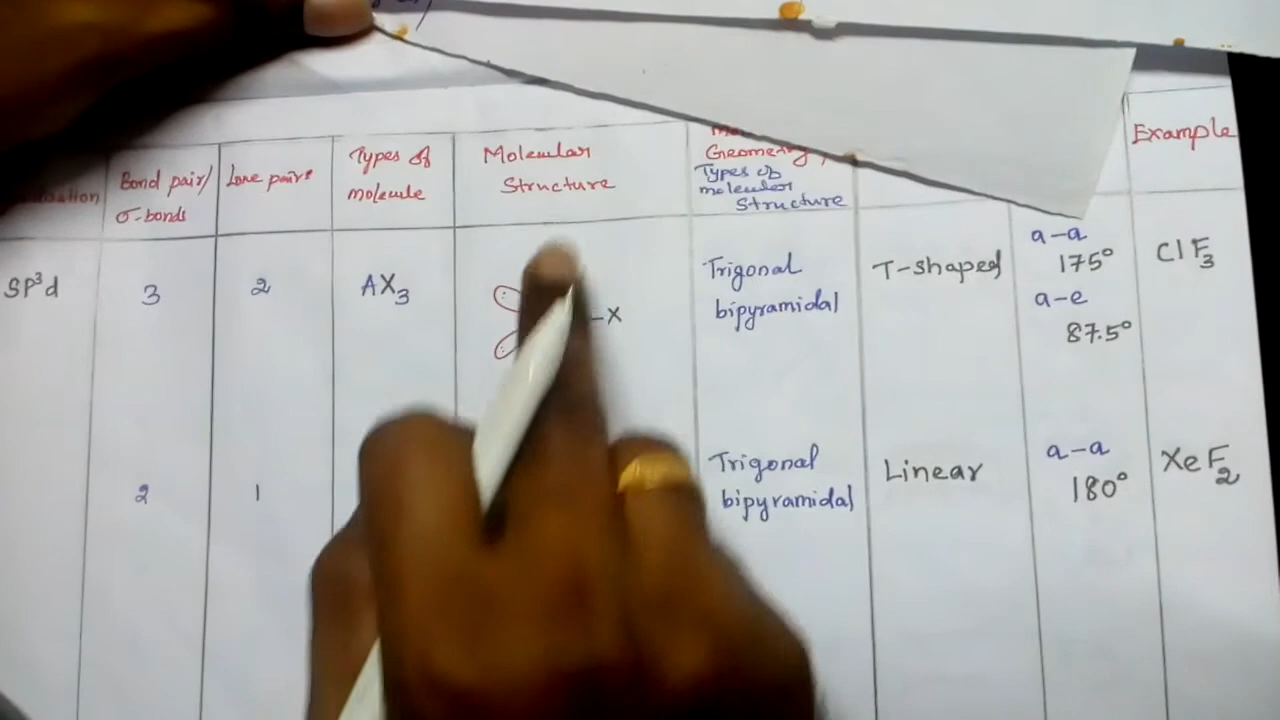 Bond pair/
σ-bonds
Lone pairs
Types of
molecule
Molecular
Structure
Geometry,
Types of
molecular
Structure
Example
SP³d
3
2
AX₃
-X
Trigonal
bipyramidal
T-shaped
a-a
175°
a-e
87.5°
ClF₃
2
1
Trigonal
bipyramidal
Linear
a-a
180°
XeF₂